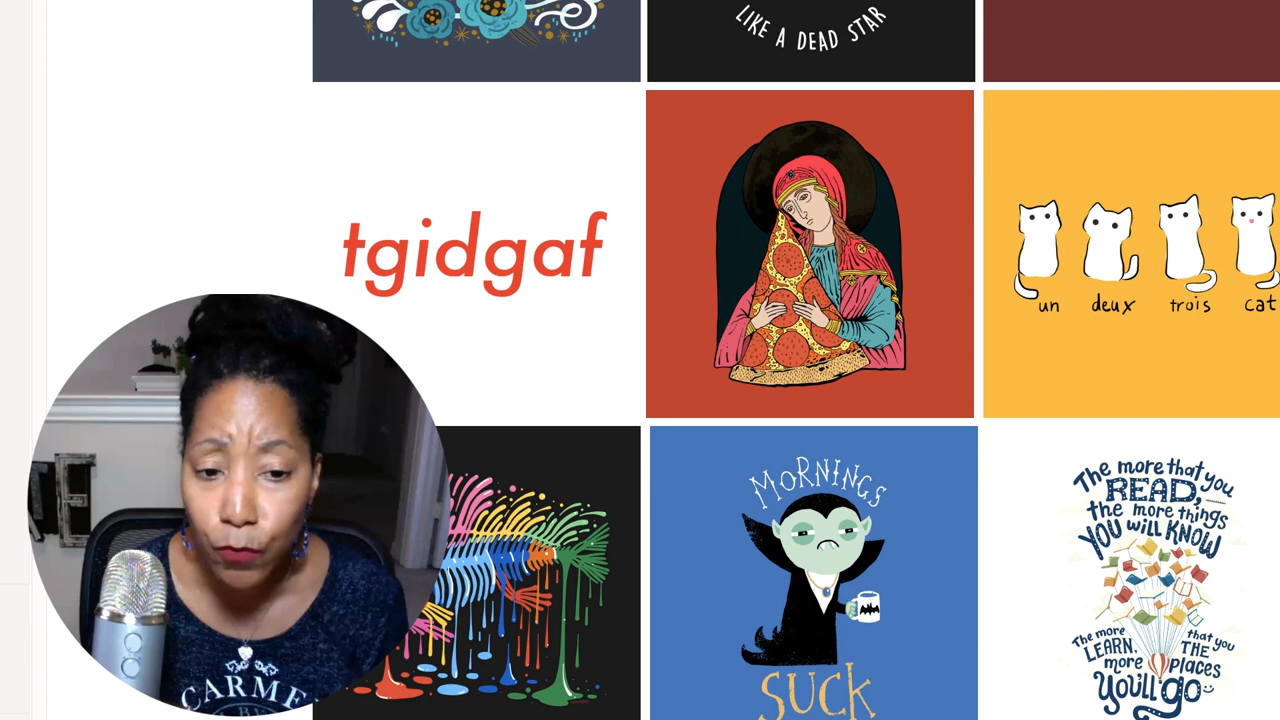 LIKE A DEAD STAR
tgidgaf
un deux trois cat
MORNINGS
SUCK
The more that you
READ,
the more things
YOU WILL KNOW
The more that you
LEARN, THE
more places
You'll go
CARME